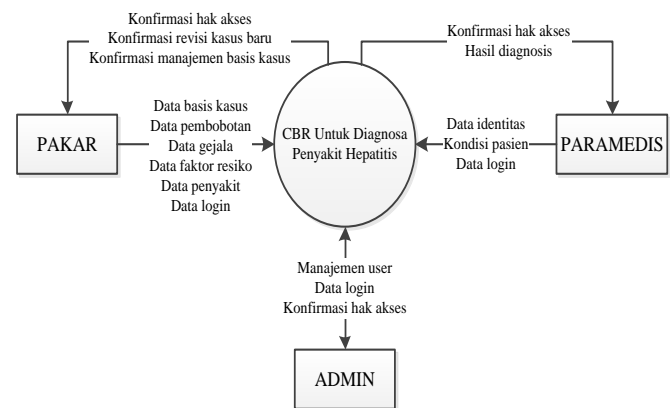 Konfirmasi hak akses
Konfirmasi revisi kasus baru
Konfirmasi manajemen basis kasus
Konfirmasi hak akses
Hasil diagnosis
PAKAR
Data basis kasus
Data pembobotan
Data gejala
Data faktor resiko
Data penyakit
Data login
CBR Untuk Diagnosa
Penyakit Hepatitis
Data identitas
Kondisi pasien
Data login
PARAMEDIS
Manajemen user
Data login
Konfirmasi hak akses
ADMIN